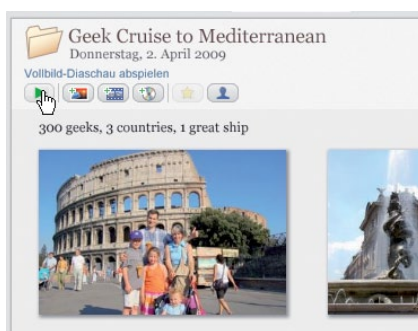 Geek Cruise to Mediterranean
Donnerstag, 2. April 2009
Vollbild-Diaschau abspielen
300 geeks, 3 countries, 1 great ship